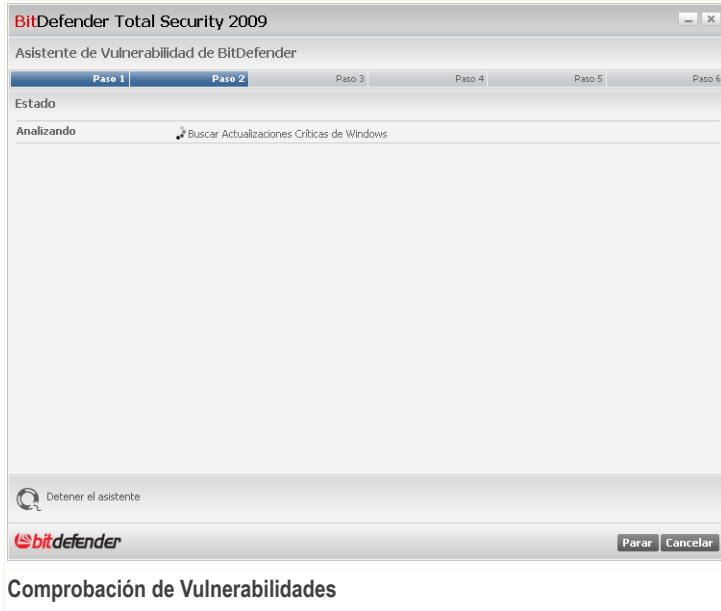 BitDefender Total Security 2009
Asistente de Vulnerabilidad de BitDefender
Paso 1 Paso 2 Paso 3 Paso 4 Paso 5 Paso 6
Estado
Analizando Buscar Actualizaciones Críticas de Windows
Detener el asistente
bitdefender Parar Cancelar
Comprobación de Vulnerabilidades